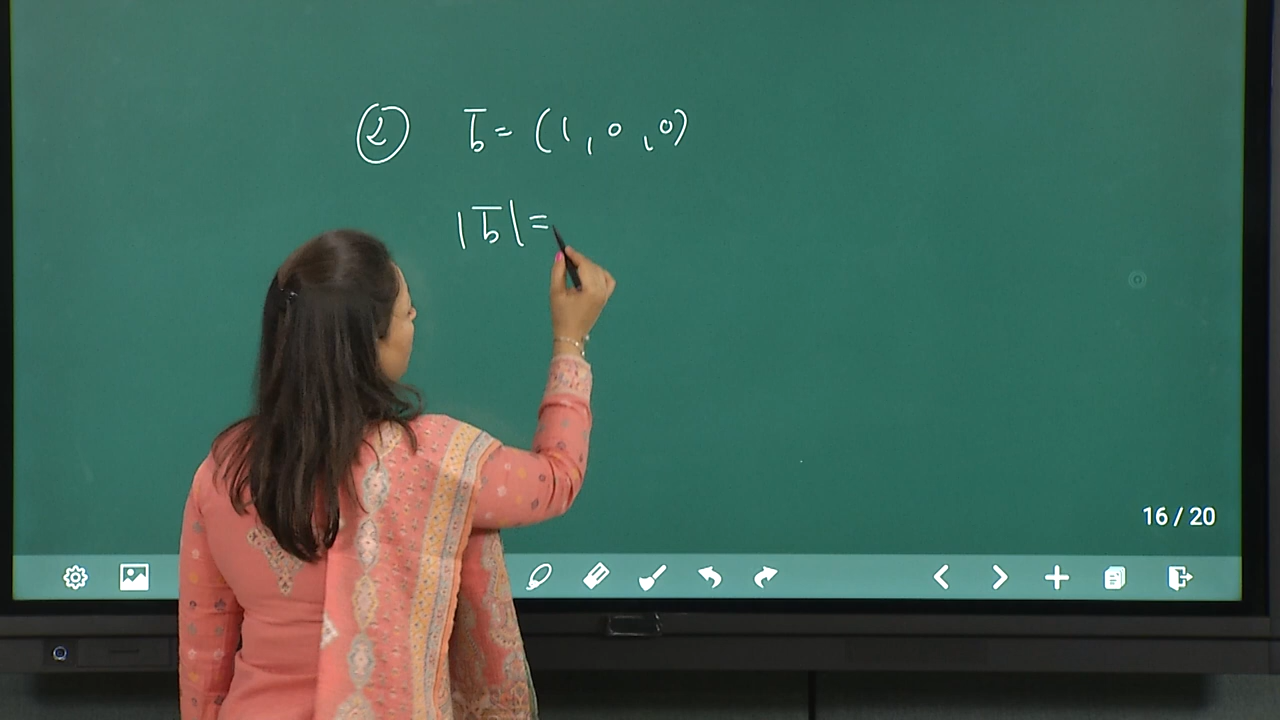 ② b̅ = (1, 0, 0)
|b̅| =
16 / 20